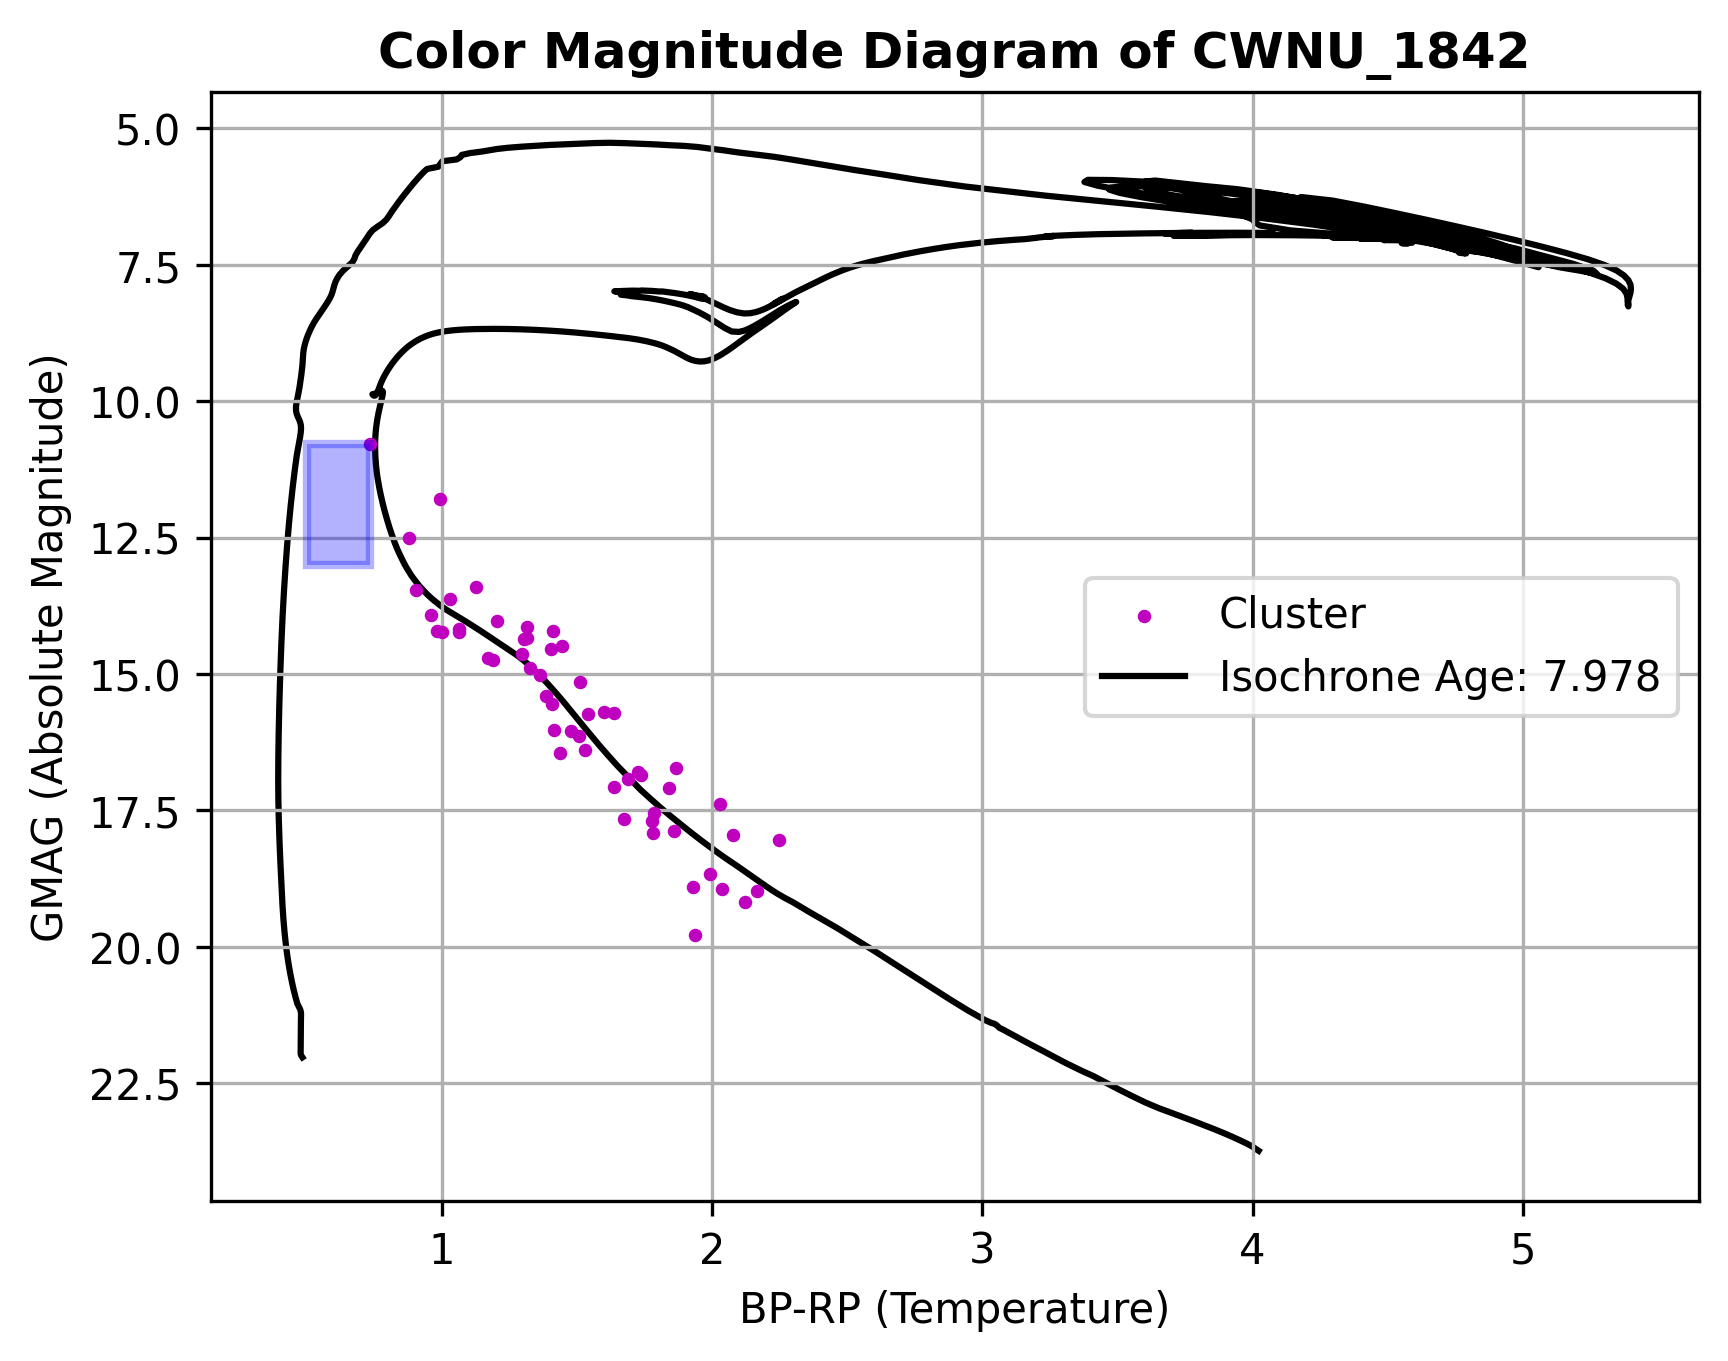 Color Magnitude Diagram of CWNU_1842
GMAG (Absolute Magnitude)
5.0
7.5
10.0
12.5
15.0
17.5
20.0
22.5
Cluster
Isochrone Age: 7.978
1 2 3 4 5
BP-RP (Temperature)